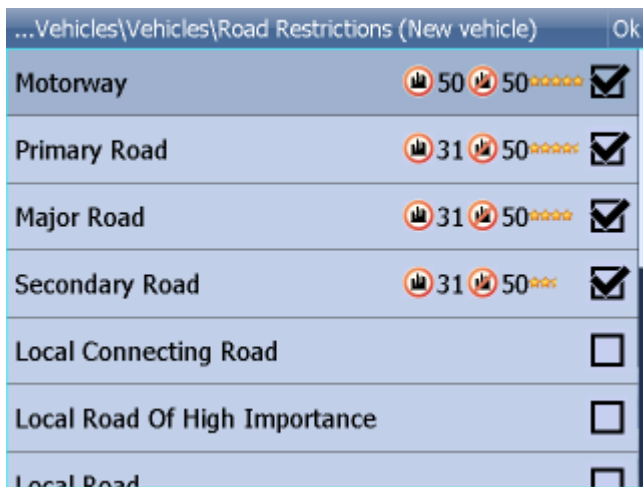 ...Vehicles\Vehicles\Road Restrictions (New vehicle) Ok
Motorway 50 50
Primary Road 31 50
Major Road 31 50
Secondary Road 31 50
Local Connecting Road
Local Road Of High Importance
Local Road